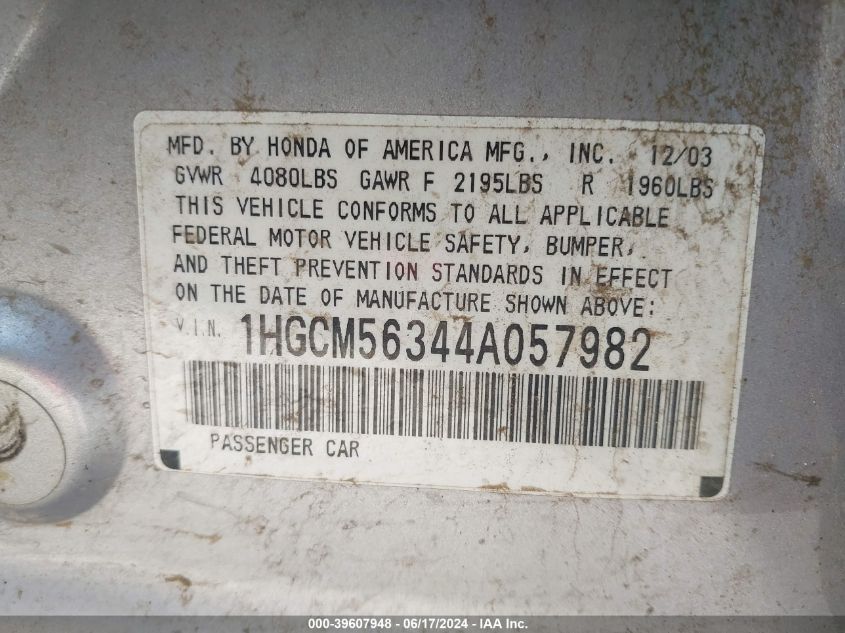 MFD. BY HONDA OF AMERICA MFG., INC. 12/03
GVWR 4080LBS GAWR F 2195LBS R 1960LBS
THIS VEHICLE CONFORMS TO ALL APPLICABLE
FEDERAL MOTOR VEHICLE SAFETY, BUMPER,
AND THEFT PREVENTION STANDARDS IN EFFECT
ON THE DATE OF MANUFACTURE SHOWN ABOVE:
V.I.N. 1HGCM56344A057982
PASSENGER CAR
000-39607948 - 06/17/2024 - IAA Inc.